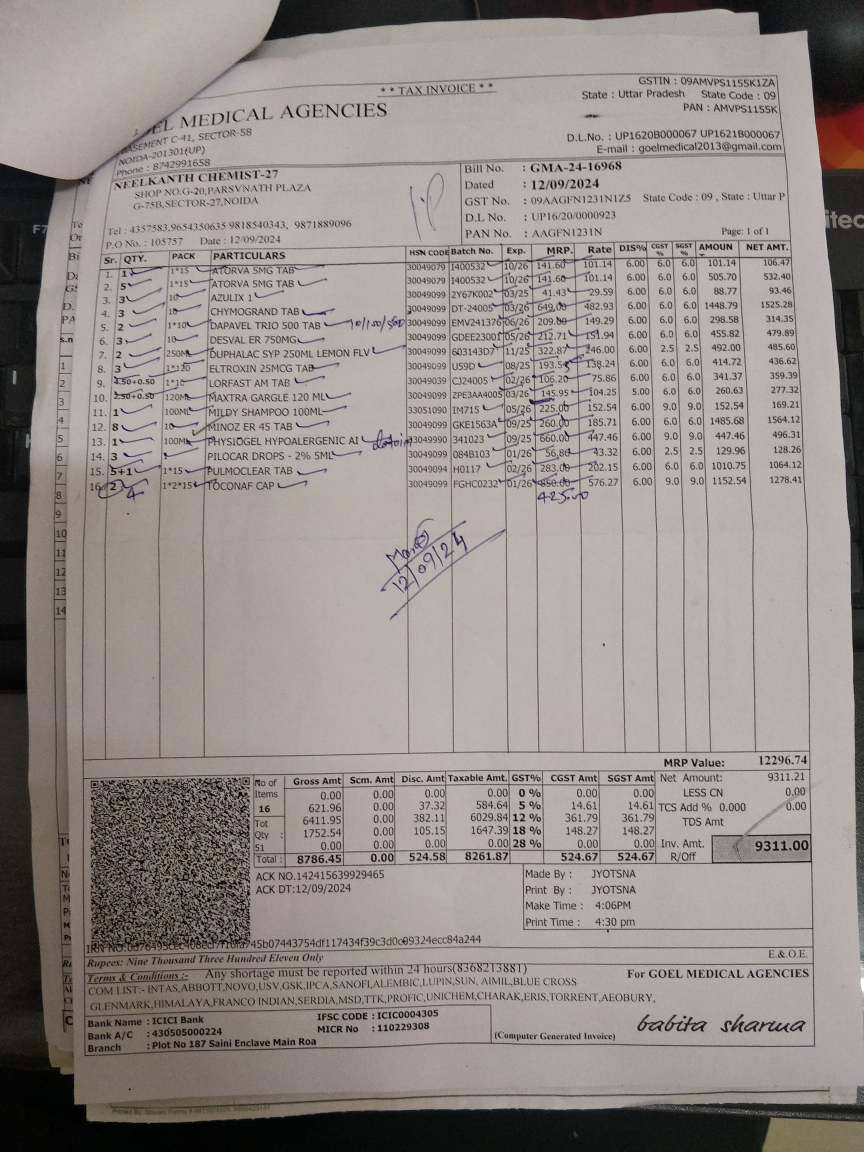 * * TAX INVOICE * *
GSTIN : 09AMVPS1155K1ZA
State : Uttar Pradesh State Code : 09
PAN : AMVPS1155K
GOEL MEDICAL AGENCIES
BASEMENT C-41, SECTOR-58
NOIDA-201301(UP)
Phone : 8742991658
D.L.No. : UP1620B000067 UP1621B000067
E-mail : goelmedical2013@gmail.com
NEELKANTH CHEMIST-27
SHOP NO.G-20,PARSVNATH PLAZA
G-75B,SECTOR-27,NOIDA
Tel : 4357583,9654350635 9818540343, 9871889096
P.O No. : 105757 Date : 12/09/2024
Bill No. : GMA-24-16968
Dated : 12/09/2024
GST No. : 09AAGFN1231N1Z5 State Code : 09 , State : Uttar P
D.L No. : UP16/20/0000923
PAN No. : AAGFN1231N Page: 1 of 1
Sr. QTY. PACK PARTICULARS HSN CODE Batch No. Exp. MRP. Rate DIS% CGST % SGST % AMOUN NET AMT.
1. 1 1*15 ATORVA 5MG TAB 30049079 I400532 10/26 141.60 101.14 6.00 6.0 6.0 101.14 106.47
2. 5 1*15 ATORVA 5MG TAB 30049079 I400532 10/26 141.60 101.14 6.00 6.0 6.0 505.70 532.40
3. 3 10 AZULIX 1 30049099 2Y67K002 03/25 41.43 29.59 6.00 6.0 6.0 88.77 93.46
4. 3 10 CHYMOGRAND TAB 30049099 DT-24005 03/26 649.00 482.93 6.00 6.0 6.0 1448.79 1525.28
5. 2 1*10 DAPAVEL TRIO 500 TAB 10/100/500 30049099 EMV241376 06/26 209.00 149.29 6.00 6.0 6.0 298.58 314.35
6. 3 10 DESVAL ER 750MG 30049099 GDEE23001 05/26 212.71 151.94 6.00 6.0 6.0 455.82 479.89
7. 2 250ML DUPHALAC SYP 250ML LEMON FLV 30049099 603143D7 11/25 322.87 246.00 6.00 2.5 2.5 492.00 485.60
8. 3 1*120 ELTROXIN 25MCG TAB 30049099 U59D 08/25 193.54 138.24 6.00 6.0 6.0 414.72 436.62
9. 4.50+0.50 1*10 LORFAST AM TAB 30049039 CJ24005 02/26 106.20 75.86 6.00 6.0 6.0 341.37 359.39
10. 2.50+0.50 120ML MAXTRA GARGLE 120 ML 30049099 ZPE3AA4005 03/26 145.95 104.25 5.00 6.0 6.0 260.63 277.32
11. 1 100ML MILDY SHAMPOO 100ML 33051090 IM715 05/26 225.00 152.54 6.00 9.0 9.0 152.54 169.21
12. 8 10 MINOZ ER 45 TAB 30049099 GKE1563A 09/25 260.00 185.71 6.00 6.0 6.0 1485.68 1564.12
13. 1 100ML PHYSIOGEL HYPOALERGENIC AI lotion 30049990 341023 09/25 660.00 447.46 6.00 9.0 9.0 447.46 496.31
14. 3 PILOCAR DROPS - 2% 5ML 30049099 084B103 01/26 56.80 43.32 6.00 2.5 2.5 129.96 128.26
15. 5+1 1*15 PULMOCLEAR TAB 30049094 H0117 02/26 283.00 202.15 6.00 6.0 6.0 1010.75 1064.12
16. 2 4 1*2*15 TOCONAF CAP 30049099 FGHC0232 01/26 850.00 576.27 6.00 9.0 9.0 1152.54 1278.41
425.00
12/09/24
MRP Value: 12296.74
No of Items 16 Tot Qty : 51
Gross Amt Scm. Amt Disc. Amt Taxable Amt. GST% CGST Amt SGST Amt
0.00 0.00 0.00 0.00 0 % 0.00 0.00
621.96 0.00 37.32 584.64 5 % 14.61 14.61
6411.95 0.00 382.11 6029.84 12 % 361.79 361.79
1752.54 0.00 105.15 1647.39 18 % 148.27 148.27
0.00 0.00 0.00 0.00 28 % 0.00 0.00
Total : 8786.45 0.00 524.58 8261.87 524.67 524.67
Net Amount: 9311.21
LESS CN 0.00
TCS Add % 0.000 0.00
TDS Amt
Inv. Amt. 9311.00
R/Off
ACK NO.142415639929465
ACK DT:12/09/2024
Made By : JYOTSNA
Print By : JYOTSNA
Make Time : 4:06PM
Print Time : 4:30 pm
Rupees: Nine Thousand Three Hundred Eleven Only
E.& O.E.
Terms & Conditions :- Any shortage must be reported within 24 hours(8368213881)
COM LIST:- INTAS,ABBOTT,NOVO,USV,GSK,IPCA,SANOFI,ALEMBIC,LUPIN,SUN, AIMIL,BLUE CROSS
GLENMARK,HIMALAYA,FRANCO INDIAN,SERDIA,MSD,TTK,PROFIC,UNICHEM,CHARAK,ERIS,TORRENT,AEOBURY,
For GOEL MEDICAL AGENCIES
Bank Name : ICICI Bank IFSC CODE : ICIC0004305
Bank A/C : 430505000224 MICR No : 110229308
Branch : Plot No 187 Saini Enclave Main Roa
(Computer Generated Invoice)
babita sharma